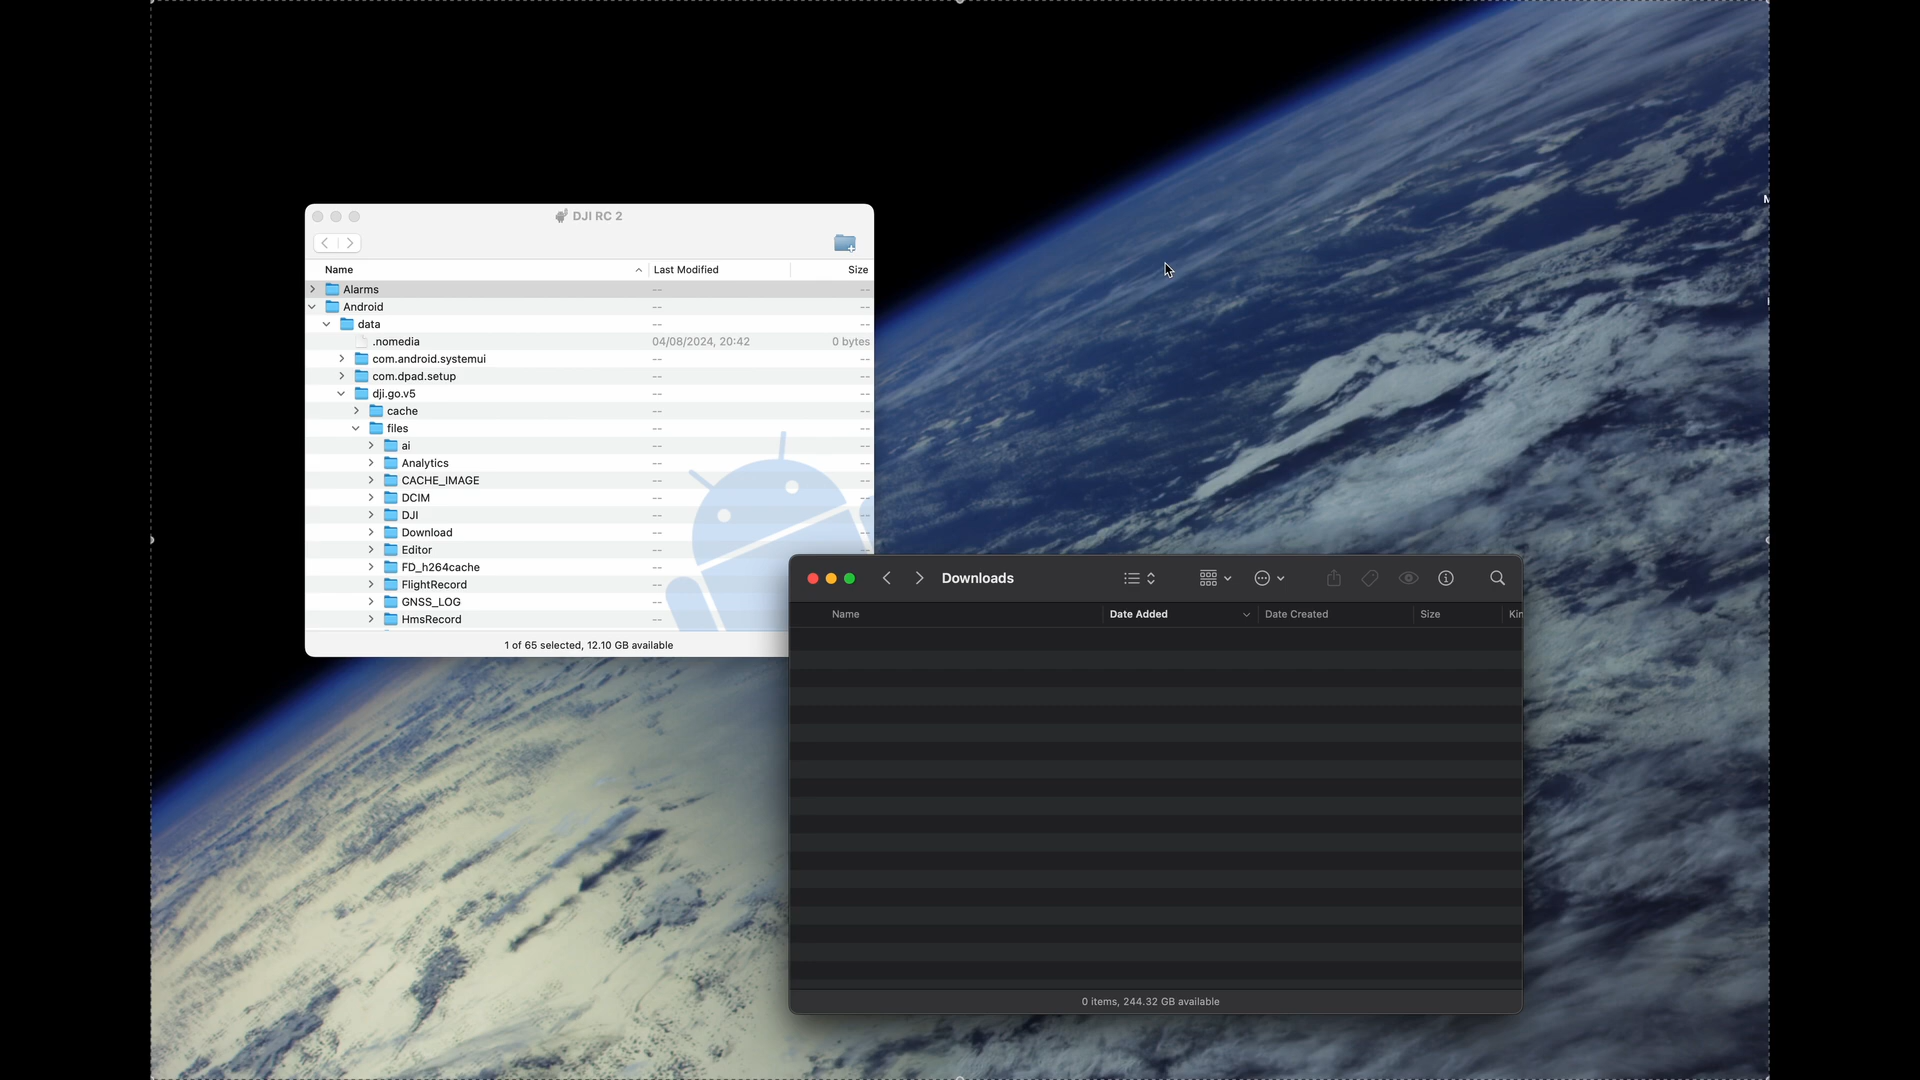 DJI RC 2
Name Last Modified Size
Alarms -- --
Android -- --
data -- --
.nomedia 04/08/2024, 20:42 0 bytes
com.android.systemui -- --
com.dpad.setup -- --
dji.go.v5 -- --
cache -- --
files -- --
ai -- --
Analytics -- --
CACHE_IMAGE -- --
DCIM -- --
DJI -- --
Download -- --
Editor -- --
FD_h264cache --
FlightRecord --
GNSS_LOG --
HmsRecord --
1 of 65 selected, 12.10 GB available
Downloads
Name Date Added Date Created Size Kin
0 items, 244.32 GB available